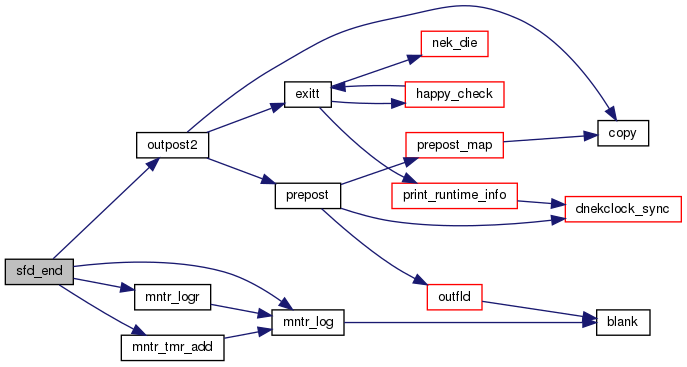 nek_die
exitt
happy_check
copy
outpost2
prepost_map
prepost
print_runtime_info
dnekclock_sync
sfd_end
mntr_logr
outfld
mntr_log
blank
mntr_tmr_add